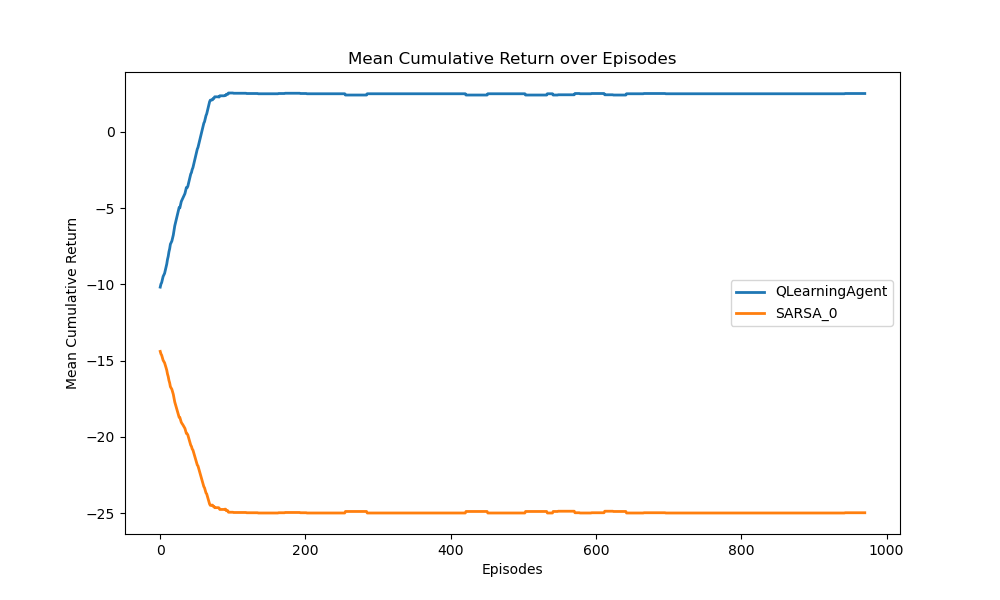 Mean Cumulative Return over Episodes
Mean Cumulative Return
0
−5
−10
−15
−20
−25
QLearningAgent
SARSA_0
0
200
400
600
800
1000
Episodes